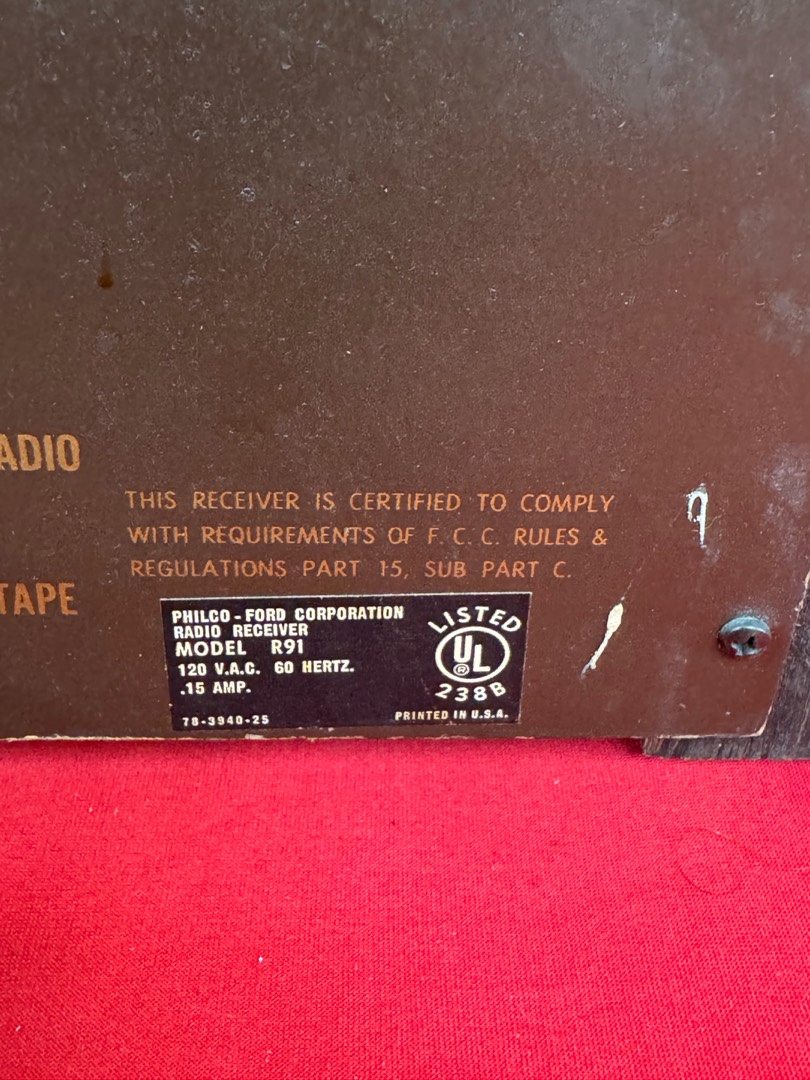 ADIO
THIS RECEIVER IS CERTIFIED TO COMPLY
WITH REQUIREMENTS OF F. C. C. RULES &
REGULATIONS PART 15, SUB PART C.
TAPE
PHILCO-FORD CORPORATION
RADIO RECEIVER
MODEL R91
120 V.A.C. 60 HERTZ.
.15 AMP.
78-3940-25
LISTED
UL
®
238B
PRINTED IN U.S.A.